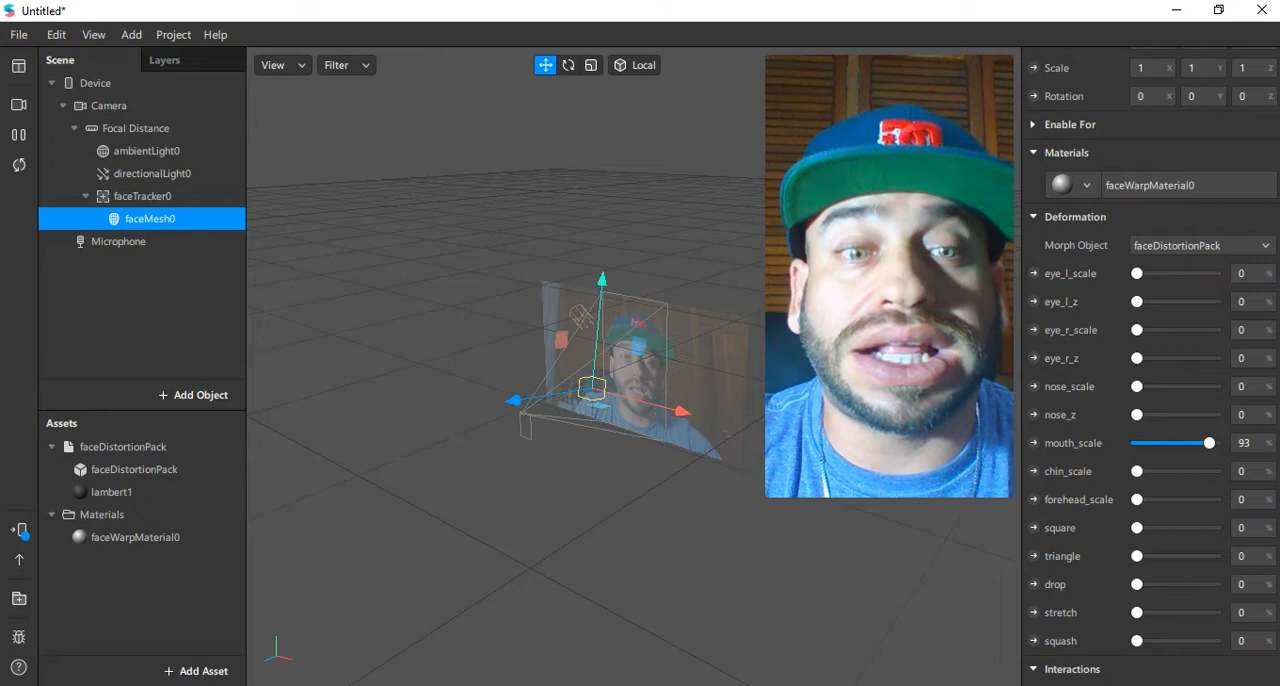 Untitled*
File Edit View Add Project Help
Scene Layers
Device
Camera
Focal Distance
ambientLight0
directionalLight0
faceTracker0
faceMesh0
Microphone
+ Add Object
Assets
faceDistortionPack
faceDistortionPack
lambert1
Materials
faceWarpMaterial0
+ Add Asset
View Filter Local
Scale 1 X 1 Y 1 Z
Rotation 0 X 0 Y 0 Z
Enable For
Materials
faceWarpMaterial0
Deformation
Morph Object faceDistortionPack
eye_l_scale 0 %
eye_l_z 0 %
eye_r_scale 0 %
eye_r_z 0 %
nose_scale 0 %
nose_z 0 %
mouth_scale 93 %
chin_scale 0 %
forehead_scale 0 %
square 0 %
triangle 0 %
drop 0 %
stretch 0 %
squash 0 %
Interactions